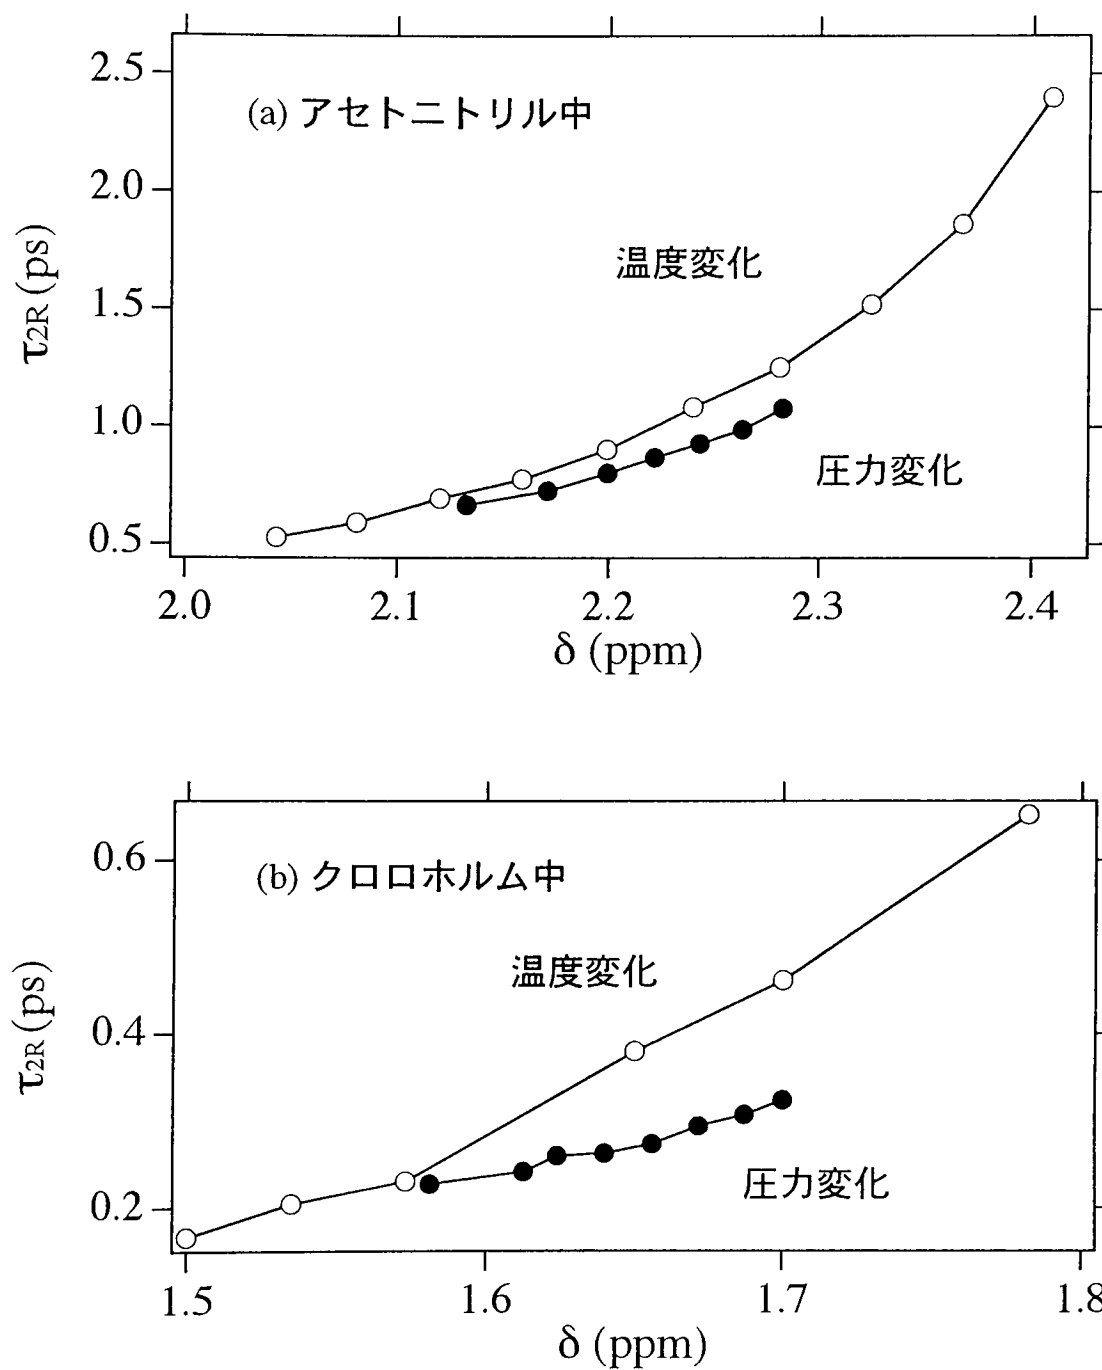 (a) アセトニトリル中
温度変化
圧力変化
τ2R (ps)
2.5
2.0
1.5
1.0
0.5
2.0 2.1 2.2 2.3 2.4
δ (ppm)
(b) クロロホルム中
温度変化
圧力変化
τ2R (ps)
0.6
0.4
0.2
1.5 1.6 1.7 1.8
δ (ppm)